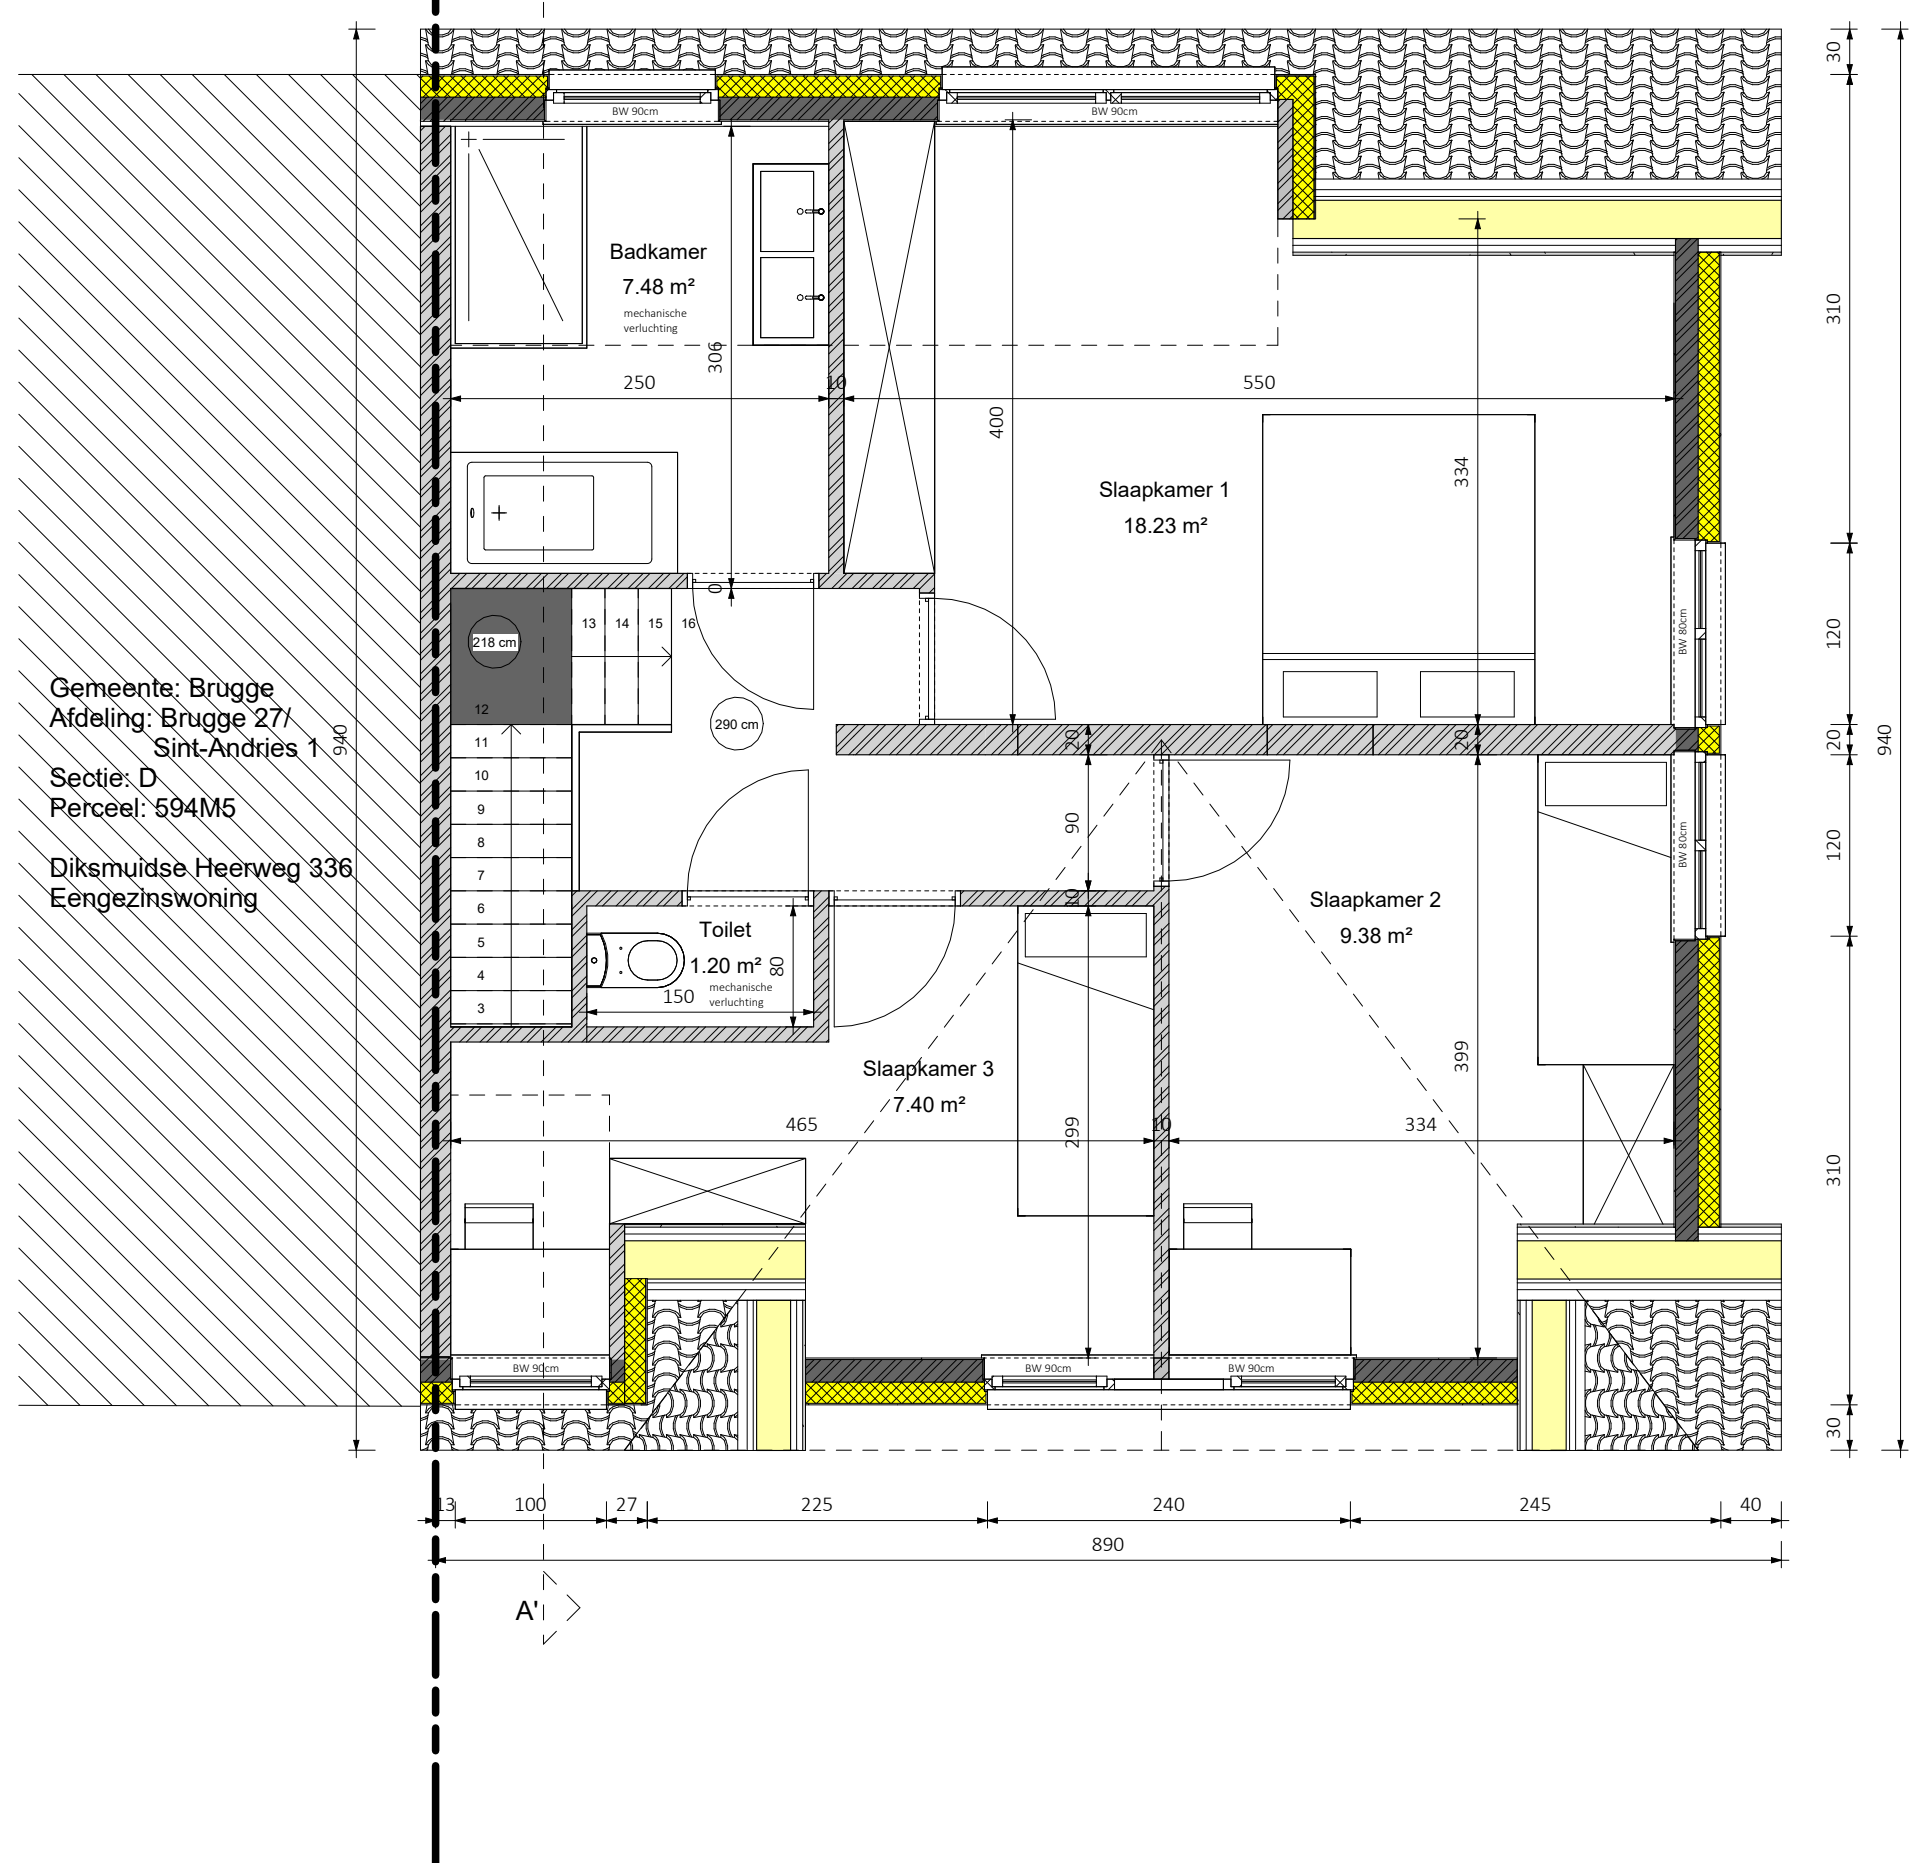 30
BW 90cm
BW 90cm
Badkamer
7.48 m²
mechanische
verluchting
306
250
10
550
400
334
310
Slaapkamer 1
18.23 m²
0
13
14
15
16
218 cm
12
290 cm
BW 80cm
120
Gemeente: Brugge
Afdeling: Brugge 27/
Sint-Andries 1
Sectie: D
Perceel: 594M5
Diksmuidse Heerweg 336
Eengezinswoning
940
11
10
9
8
7
6
5
4
3
20
20
20
940
90
10
BW 80cm
120
Slaapkamer 2
9.38 m²
Toilet
1.20 m²
80
150
mechanische
verluchting
Slaapkamer 3
7.40 m²
399
465
299
10
334
310
BW 90cm
BW 90cm
BW 90cm
30
13
100
27
225
240
245
40
890
A'